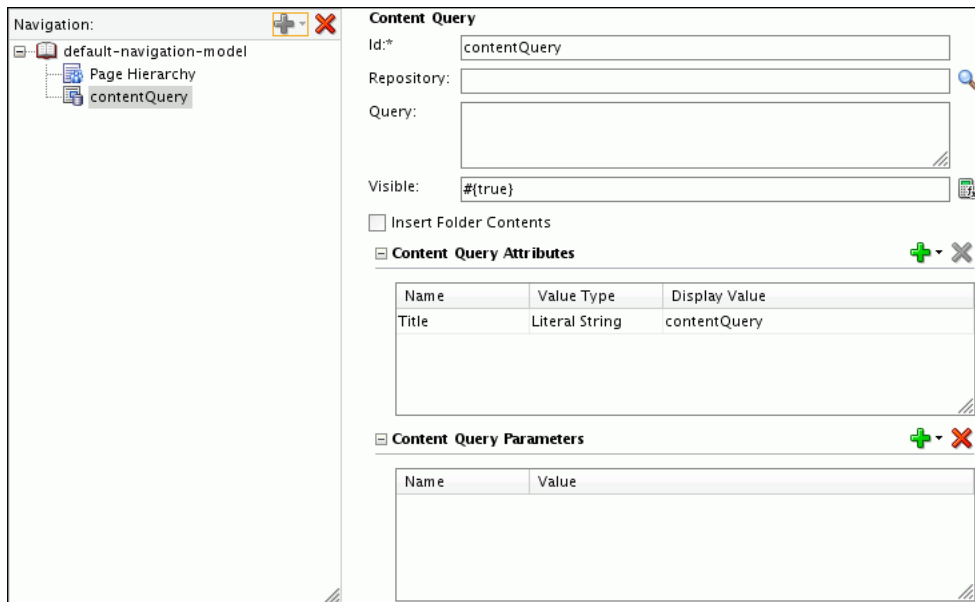 Navigation:
default-navigation-model
Page Hierarchy
contentQuery
Content Query
Id:*
contentQuery
Repository:
Query:
Visible:
#{true}
Insert Folder Contents
Content Query Attributes
Name Value Type Display Value
Title Literal String contentQuery
Content Query Parameters
Name Value